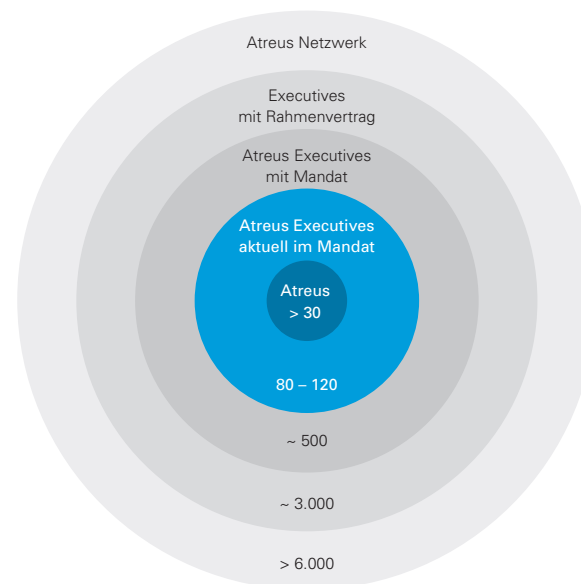 Atreus Netzwerk
Executives
mit Rahmenvertrag
Atreus Executives
mit Mandat
Atreus Executives
aktuell im Mandat
Atreus
> 30
80 – 120
~ 500
~ 3.000
> 6.000